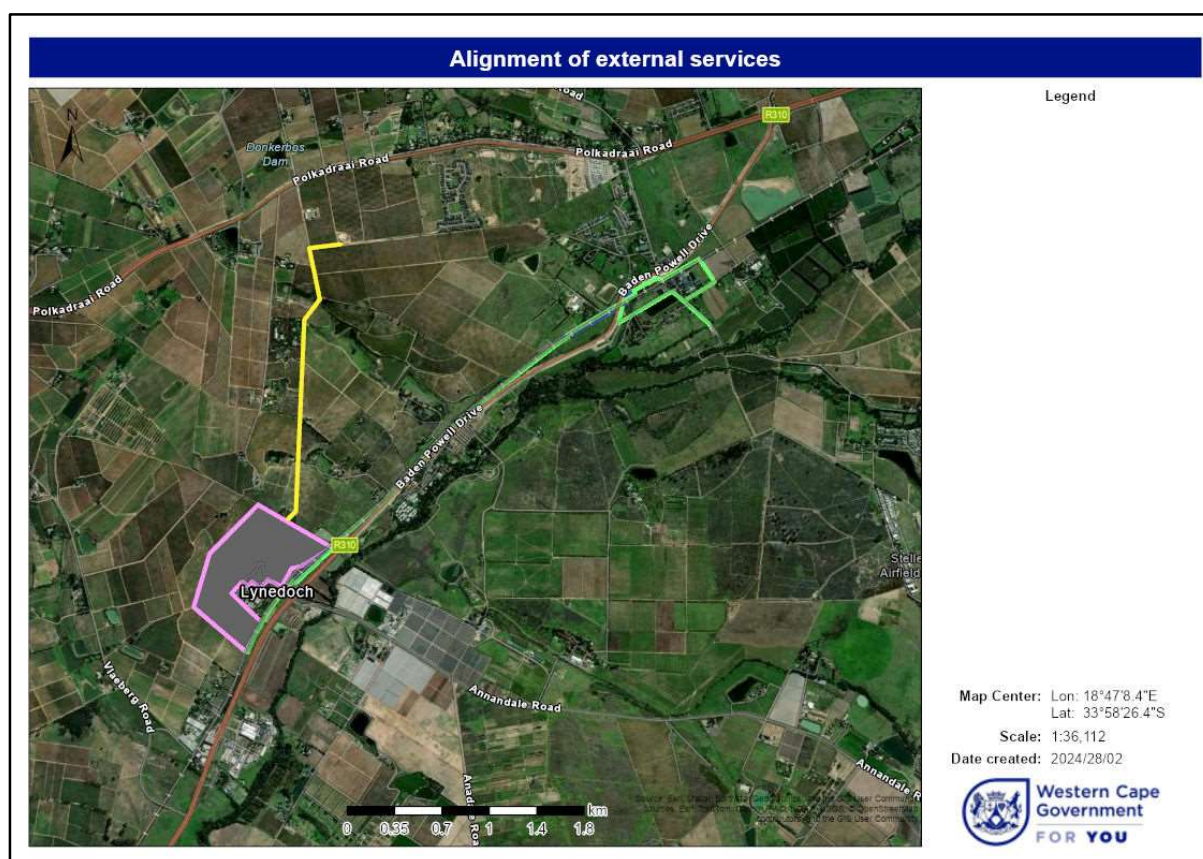 Alignment of external services
Legend
N
R310
Donkerbos
Dam
Polkadraai Road
Polkadraai Road
Polkadraai Road
Baden Powell Drive
Baden Powell Drive
R310
Lynedoch
Stelle
Airfield
Vlaeberg Road
Annandale Road
Annandale R
0 0,35 0,7 1 1,4 1,8 km
Map Center: Lon: 18°47'8.4"E
Lat: 33°58'26.4"S
Scale: 1:36,112
Date created: 2024/28/02
Western Cape
Government
FOR YOU